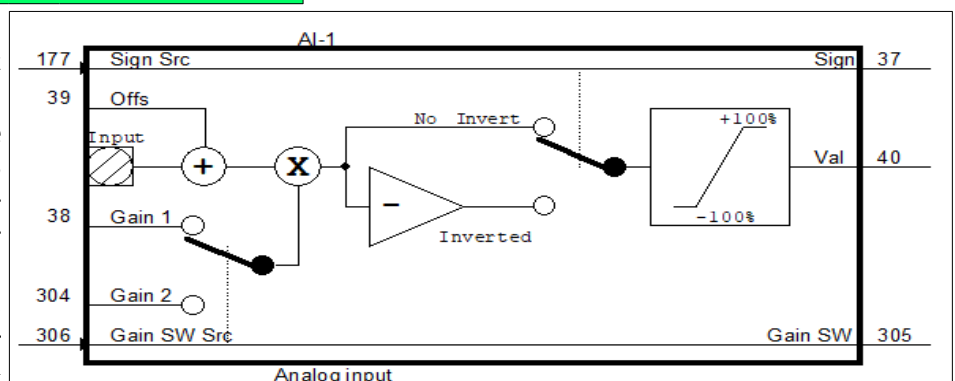 AI-1
177 Sign Src Sign 37
39 Offs
No Invert +100%
Input
+ X Val 40
-
38 Gain 1 -100%
Inverted
304 Gain 2
306 Gain SW Src Gain SW 305
Analog input